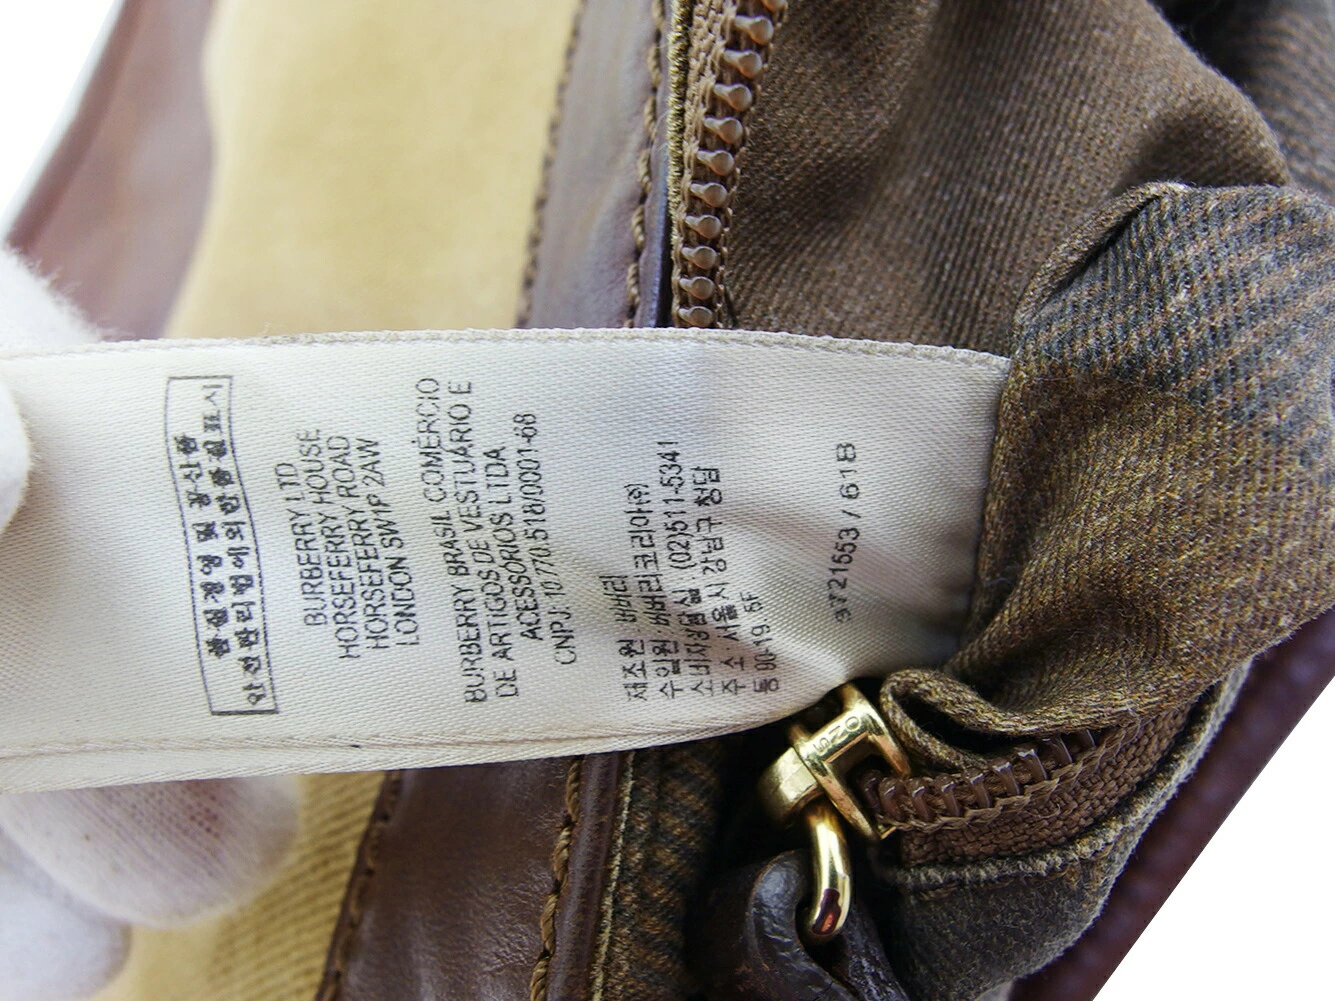 품질경영 및 공산품
안전관리법에의한품질표시
BURBERRY LTD
HORSEFERRY HOUSE
HORSEFERRY ROAD
LONDON SW1P 2AW
BURBERRY BRASIL COMÉRCIO
DE ARTIGOS DE VESTUÁRIO E
ACESSÓRIOS LTDA
CNPJ: 10.770.518/0001-68
제조원 버버리
수입원 버버리코리아(주)
소비자상담실: (02)511-5341
주 소 : 서울시 강남구 청담
동 90-19. 5F
3721553 / 618
SNO